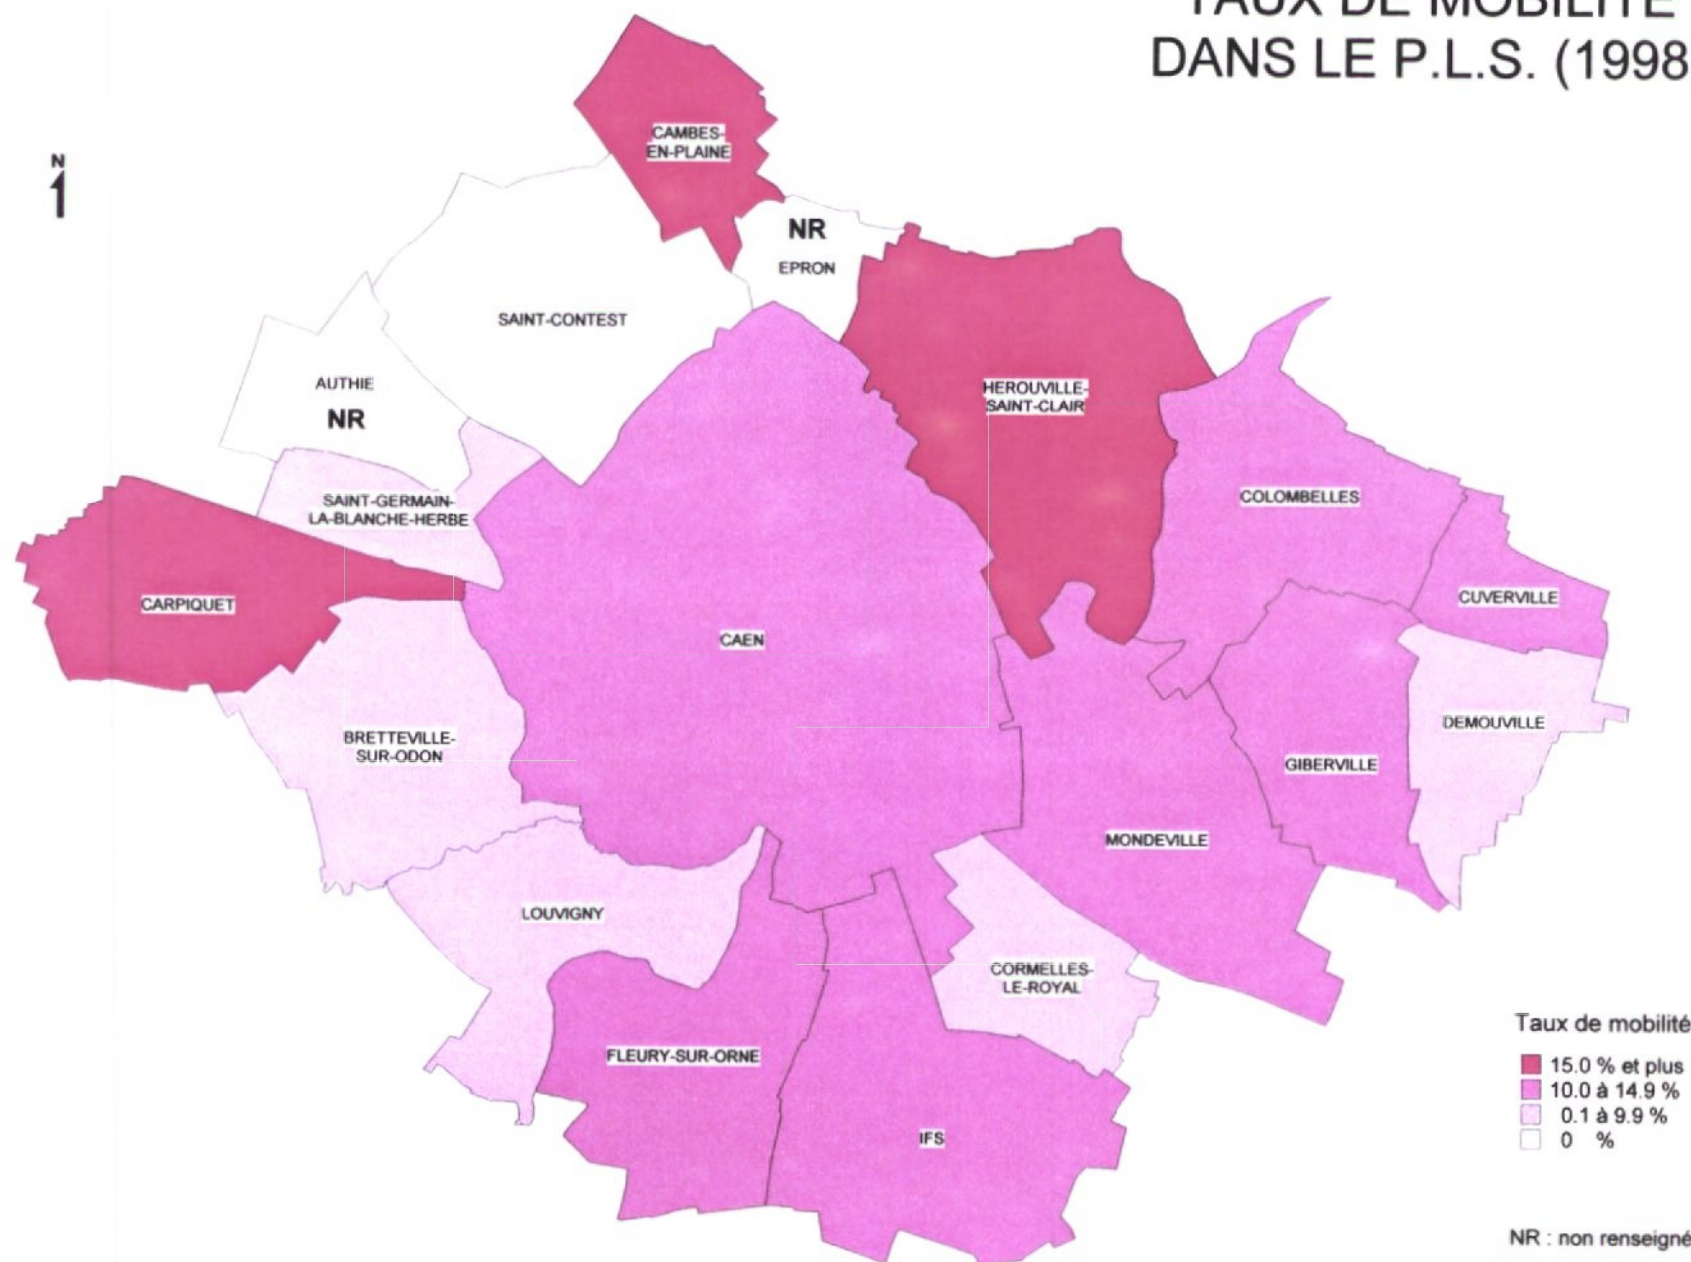 TAUX DE MOBILITE
DANS LE P.L.S. (1998
N
CAMBES-
EN-PLAINE
NR
EPRON
SAINT-CONTEST
AUTHIE
NR
HEROUVILLE-
SAINT-CLAIR
SAINT-GERMAIN-
LA-BLANCHE-HERBE
COLOMBELLES
CARPIQUET
CUVERVILLE
CAEN
BRETTEVILLE-
SUR-ODON
DEMOUVILLE
GIBERVILLE
MONDEVILLE
LOUVIGNY
CORMELLES-
LE-ROYAL
FLEURY-SUR-ORNE
IFS
Taux de mobilité
15.0 % et plus
10.0 à 14.9 %
0.1 à 9.9 %
0 %
NR : non renseigné